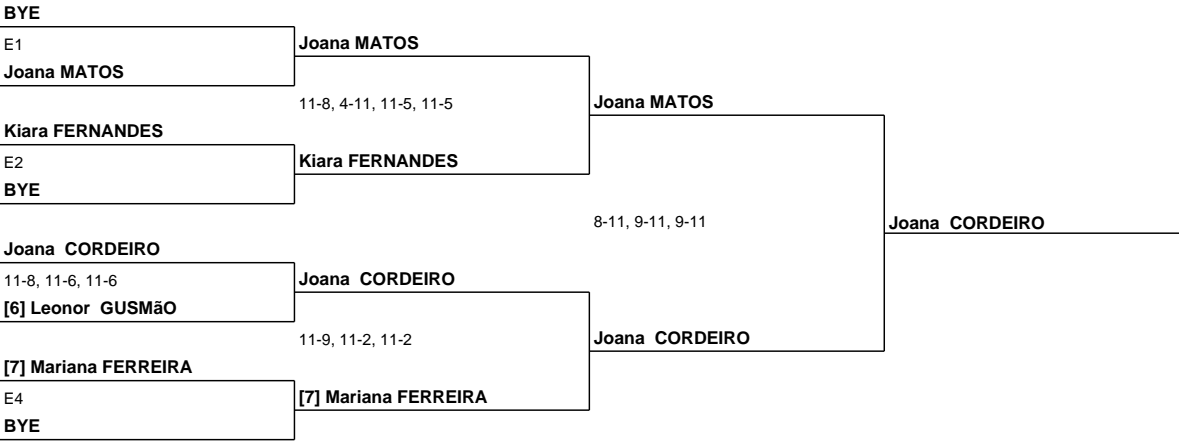 BYE
E1
Joana MATOS
Joana MATOS
11-8, 4-11, 11-5, 11-5
Joana MATOS
Kiara FERNANDES
E2
Kiara FERNANDES
BYE
8-11, 9-11, 9-11
Joana CORDEIRO
Joana CORDEIRO
11-8, 11-6, 11-6
Joana CORDEIRO
[6] Leonor GUSMãO
11-9, 11-2, 11-2
Joana CORDEIRO
[7] Mariana FERREIRA
E4
[7] Mariana FERREIRA
BYE